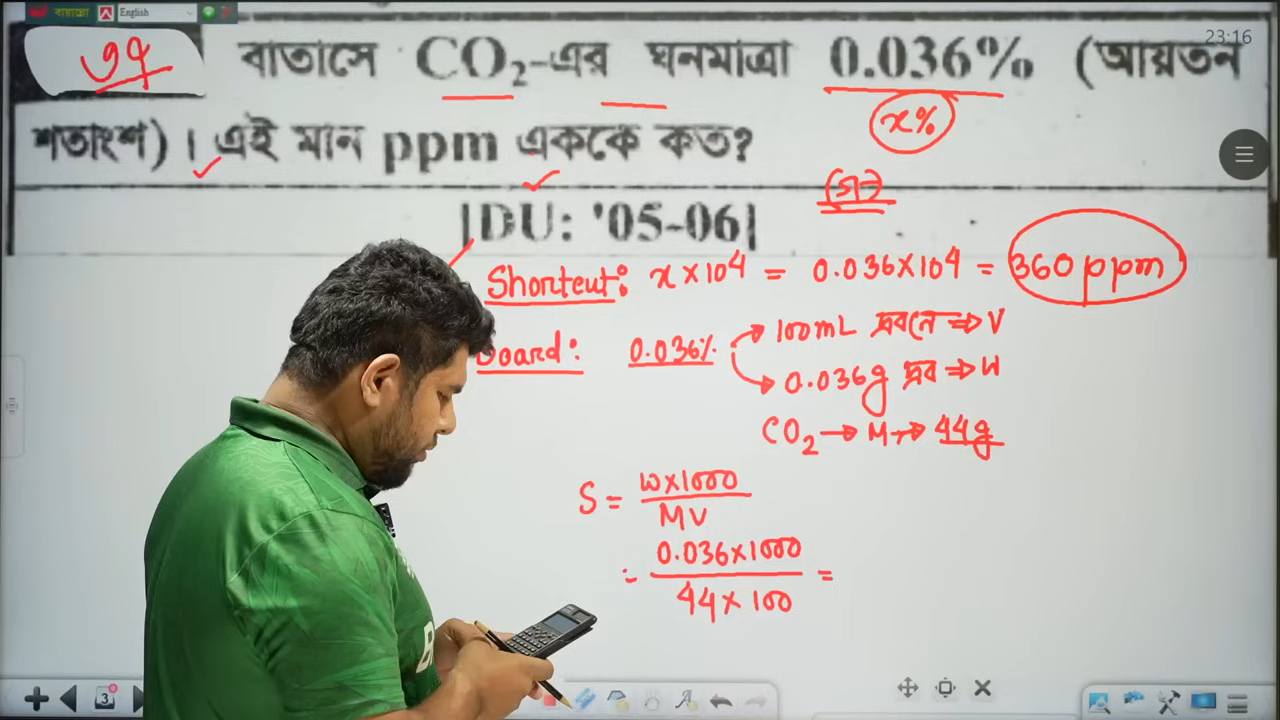 বায়ান্নো English
23:16
৩৭ বাতাসে CO₂-এর ঘনমাত্রা 0.036% (আয়তন
x%
শতাংশ)। এই মান ppm এককে কত?
(গ)
|DU: '05-06|
Shortcut: x×10⁴ = 0.036×10⁴ = 360 ppm
Board: 0.036% → 100mL দ্রবনে ⇒ V
→ 0.036g দ্রব ⇒ W
CO₂ → M → 44g
S = W×1000 / MV
= 0.036×1000 / 44×100 =
3